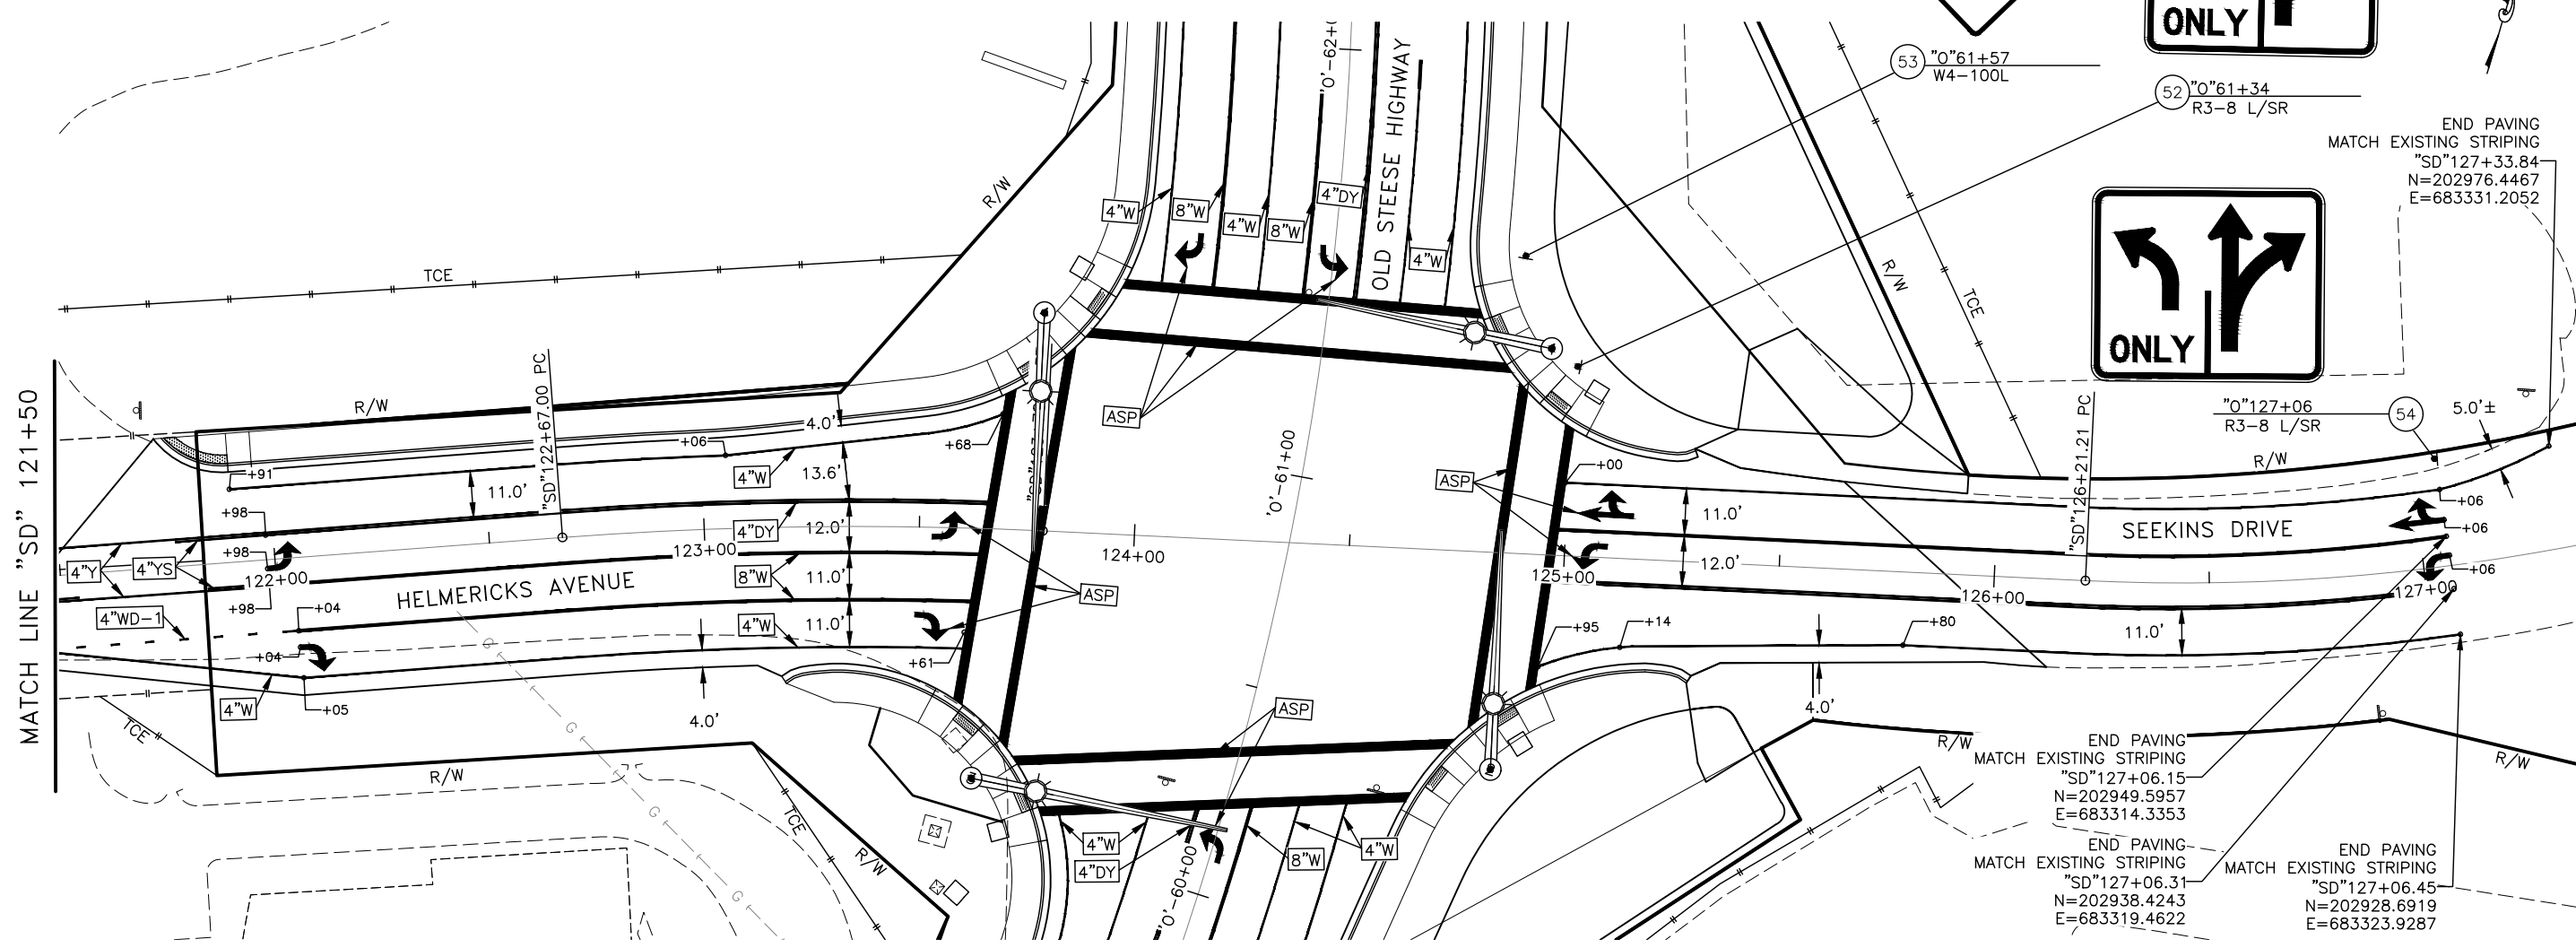 ONLY
53
"O"61+57
W4-100L
52
"O"61+34
R3-8 L/SR
END PAVING
MATCH EXISTING STRIPING
"SD"127+33.84
N=202976.4467
E=683331.2052
OLD STEESE HIGHWAY
R/W
4"W
8"W
4"W
8"W
4"DY
4"W
TCE
R/W
TCE
ONLY
MATCH LINE "SD" 121+50
R/W
"SD"122+67.00 PC
4.0'
+06
+68
+91
4"W
13.6'
11.0'
ASP
'O'-61+00
ASP
+00
"SD"126+21.21 PC
"O"127+06
R3-8 L/SR
54
5.0'±
R/W
+98
4"DY
12.0'
11.0'
SEEKINS DRIVE
+06
+06
+98
4"Y
4"YS
122+00
123+00
124+00
125+00
12.0'
126+00
127+00
+06
HELMERICKS AVENUE
8"W
11.0'
ASP
+98
+04
4"WD-1
4"W
11.0'
+95
+14
+80
11.0'
+04
+61
4"W
+05
4.0'
ASP
4.0'
TCE
R/W
R/W
R/W
G
G
G
G
TCE
R/W
4"W
4"DY
'O'-60+00
8"W
4"W
END PAVING
MATCH EXISTING STRIPING
"SD"127+06.15
N=202949.5957
E=683314.3353
END PAVING
MATCH EXISTING STRIPING
"SD"127+06.31
N=202938.4243
E=683319.4622
END PAVING
MATCH EXISTING STRIPING
"SD"127+06.45
N=202928.6919
E=683323.9287